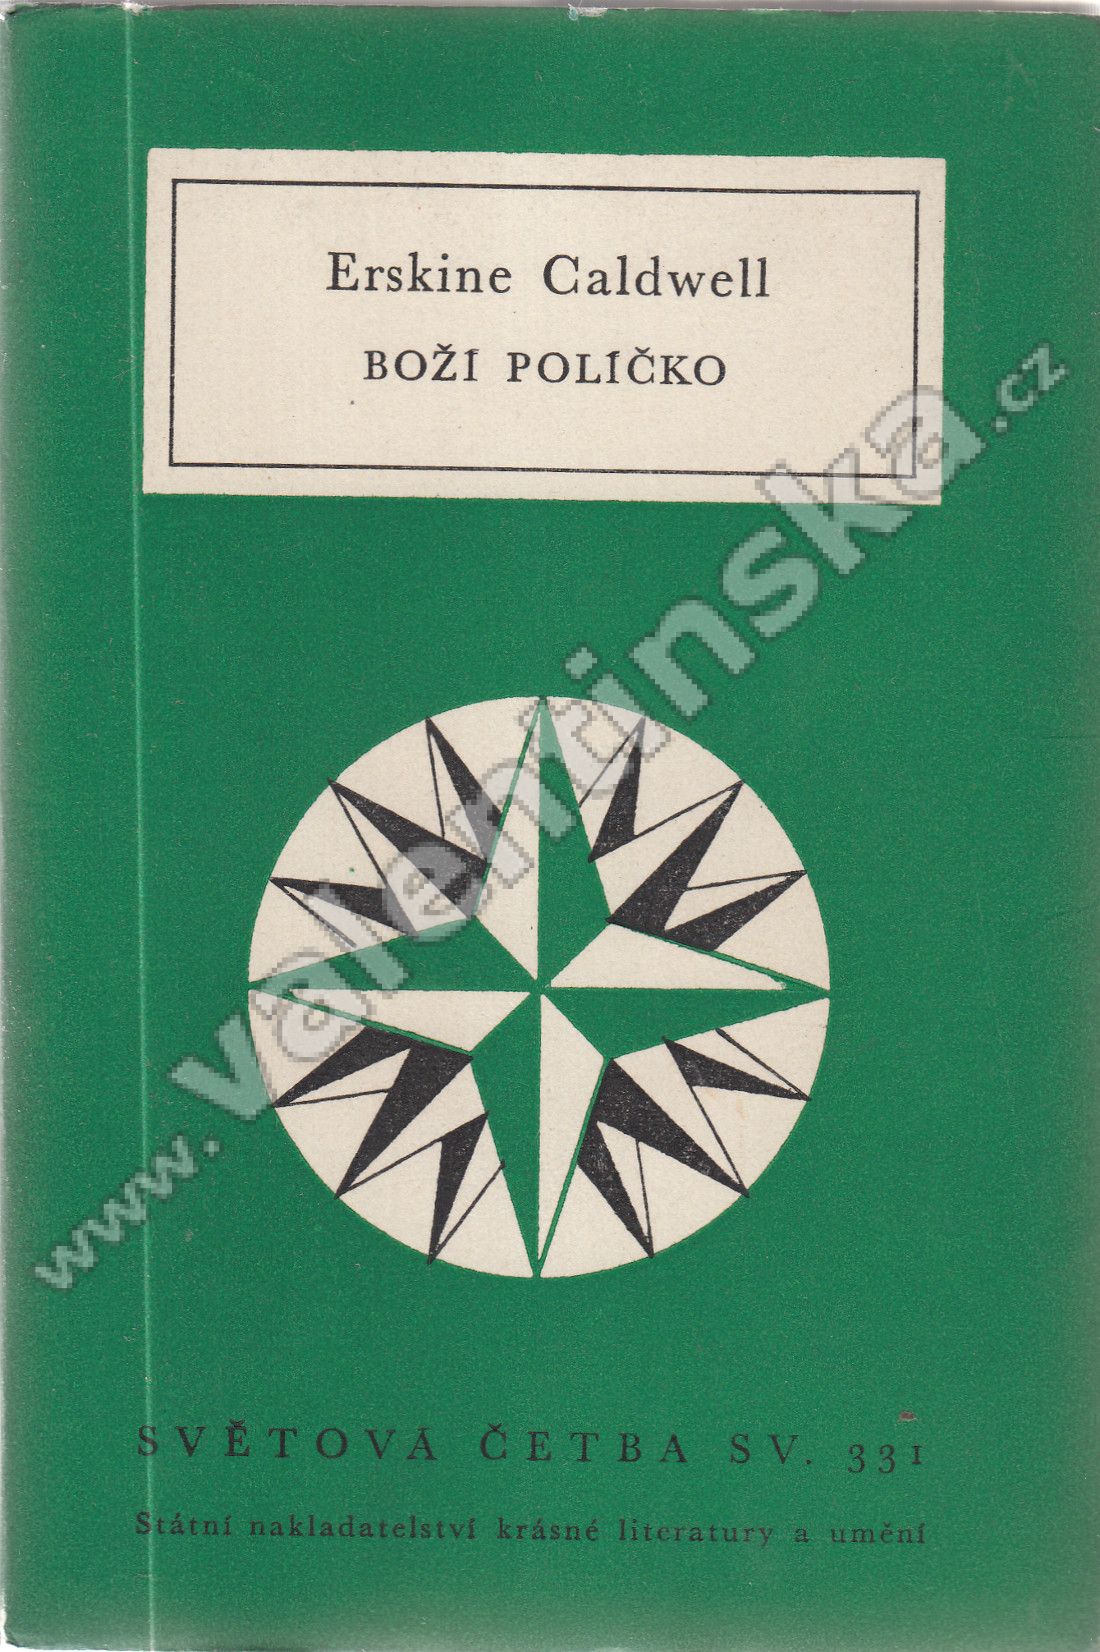 Erskine Caldwell
BOŽÍ POLÍČKO
www.valentinska.cz
SVĚTOVÁ ČETBA SV. 331
Státní nakladatelství krásné literatury a umění